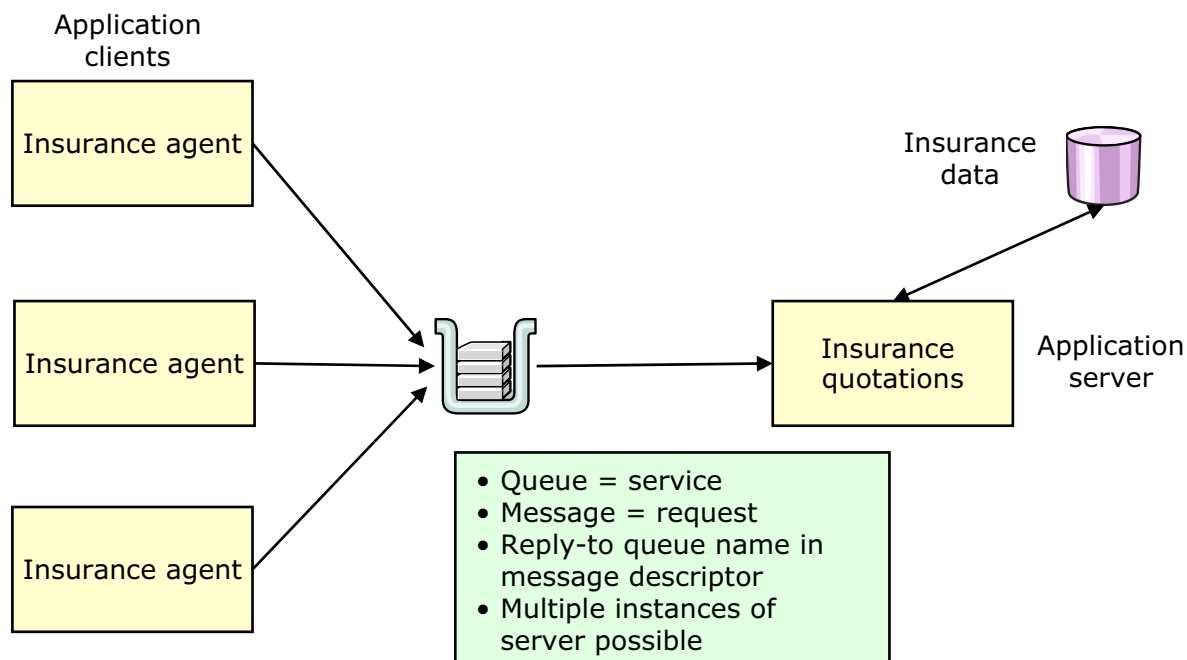 Application
clients
Insurance agent
Insurance agent
Insurance agent
Insurance
data
Insurance
quotations
Application
server
• Queue = service
• Message = request
• Reply-to queue name in
message descriptor
• Multiple instances of
server possible